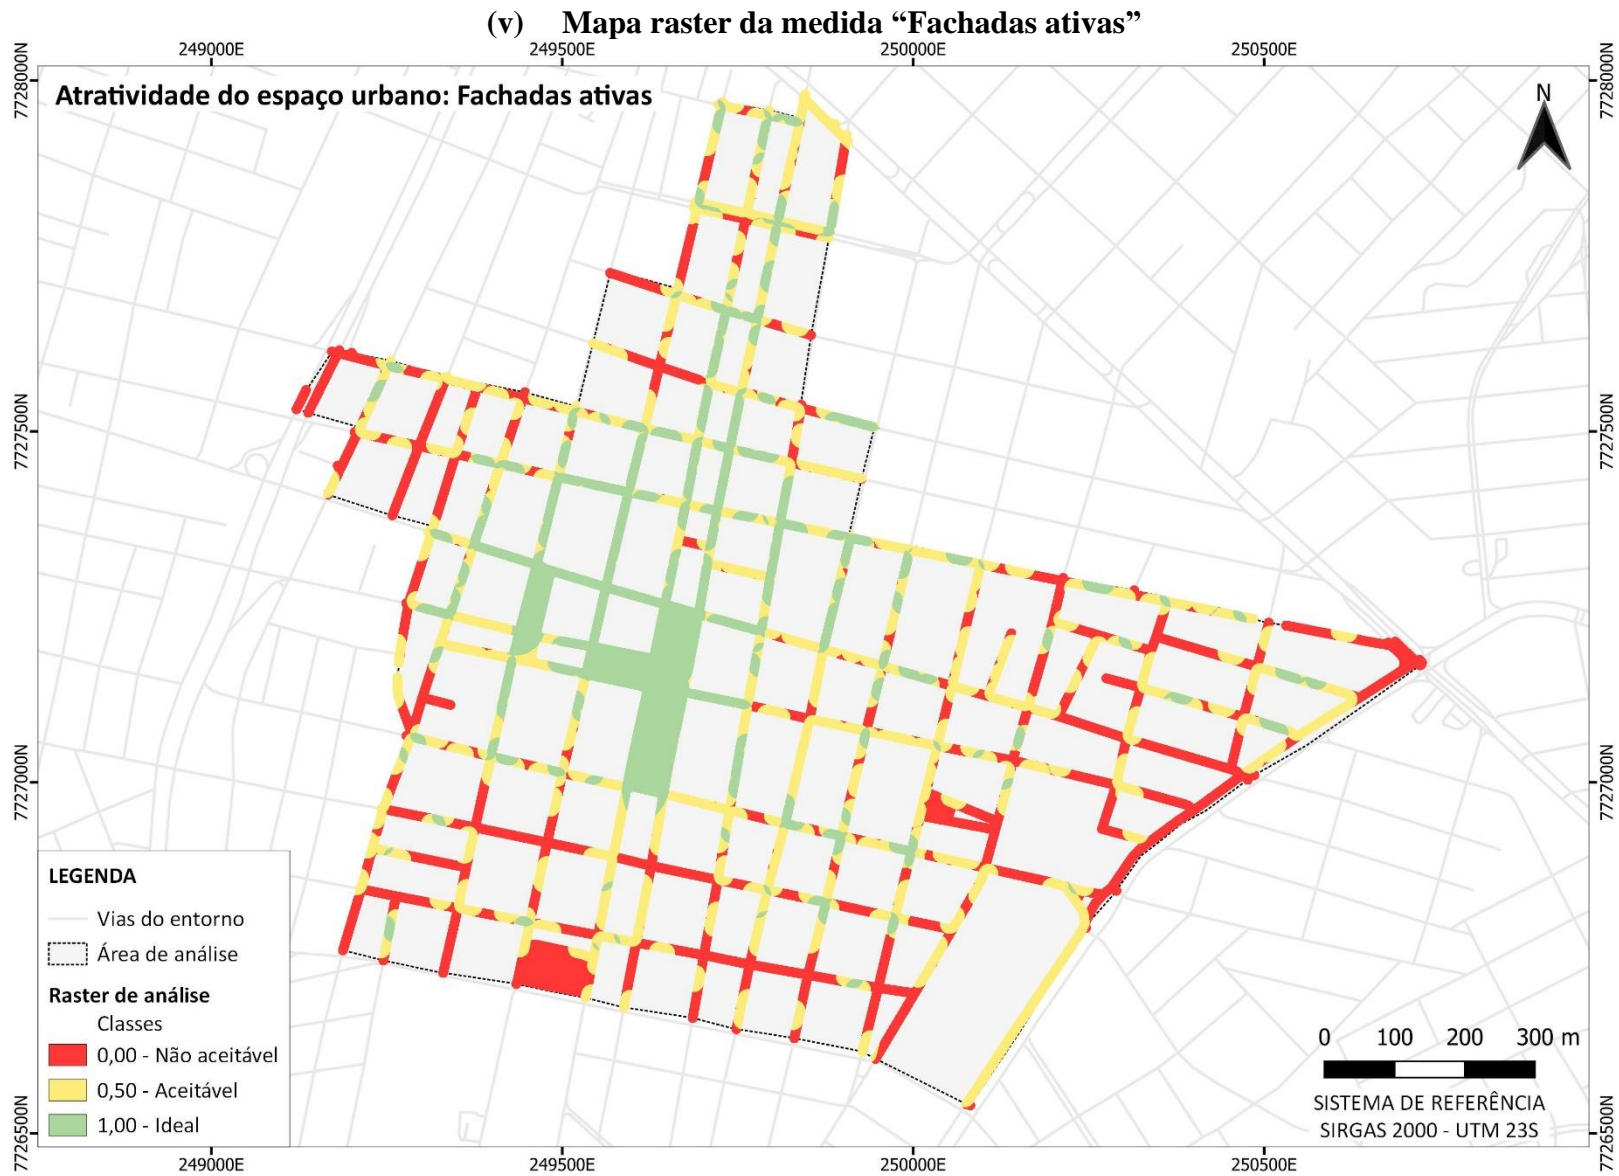 (v) Mapa raster da medida “Fachadas ativas”
249000E 249500E 250000E 250500E
7728000N 7728000N
Atratividade do espaço urbano: Fachadas ativas
N
7727500N 7727500N
7727000N 7727000N
LEGENDA
Vias do entorno
Área de análise
Raster de análise
Classes
0,00 - Não aceitável
0,50 - Aceitável
1,00 - Ideal
0 100 200 300 m
SISTEMA DE REFERÊNCIA
SIRGAS 2000 - UTM 23S
7726500N 7726500N
249000E 249500E 250000E 250500E